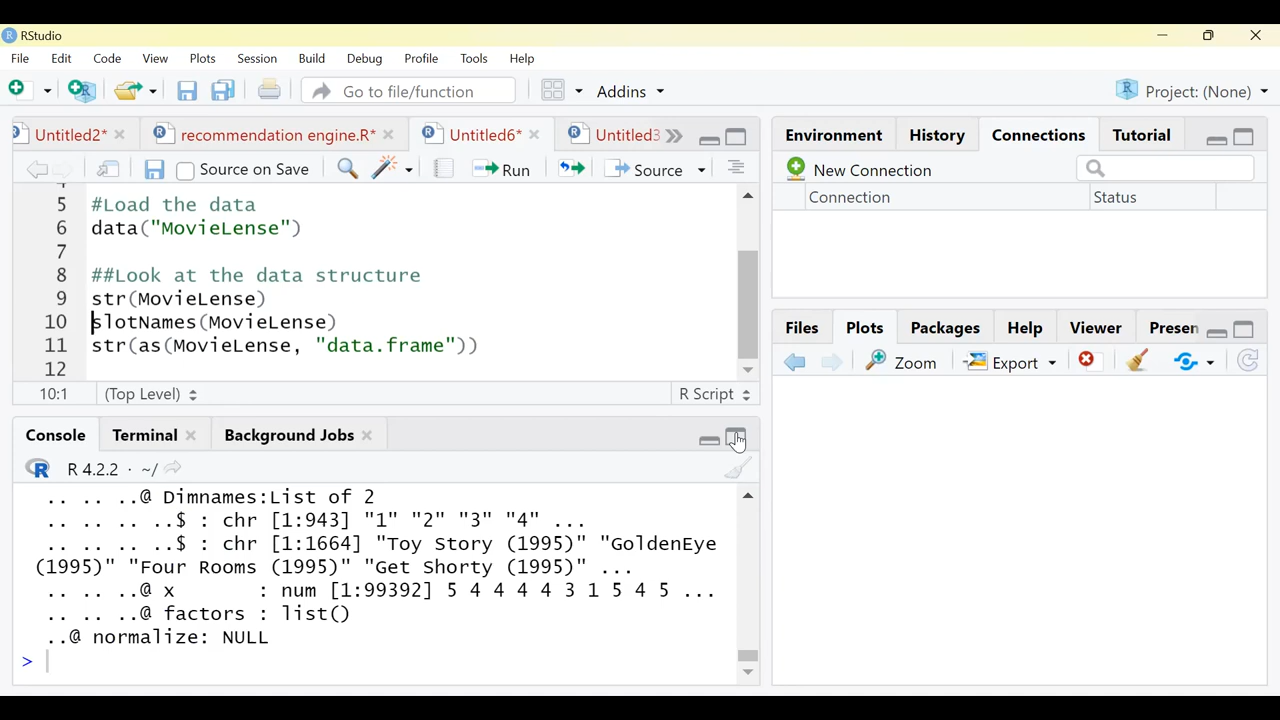 RStudio
File Edit Code View Plots Session Build Debug Profile Tools Help
Go to file/function Addins Project: (None)
Untitled2* recommendation engine.R* Untitled6* Untitled3
Source on Save Run Source
5 #Load the data
6 data("MovieLense")
7
8 ##Look at the data structure
9 str(MovieLense)
10 slotNames(MovieLense)
11 str(as(MovieLense, "data.frame"))
12
10:1 (Top Level) R Script
Console Terminal Background Jobs
R 4.2.2 · ~/
.. .. ..@ Dimnames:List of 2
.. .. .. ..$ : chr [1:943] "1" "2" "3" "4" ...
.. .. .. ..$ : chr [1:1664] "Toy Story (1995)" "GoldenEye
(1995)" "Four Rooms (1995)" "Get Shorty (1995)" ...
.. .. ..@ x : num [1:99392] 5 4 4 4 4 3 1 5 4 5 ...
.. .. ..@ factors : list()
..@ normalize: NULL
>
Environment History Connections Tutorial
New Connection
Connection Status
Files Plots Packages Help Viewer Presen
Zoom Export